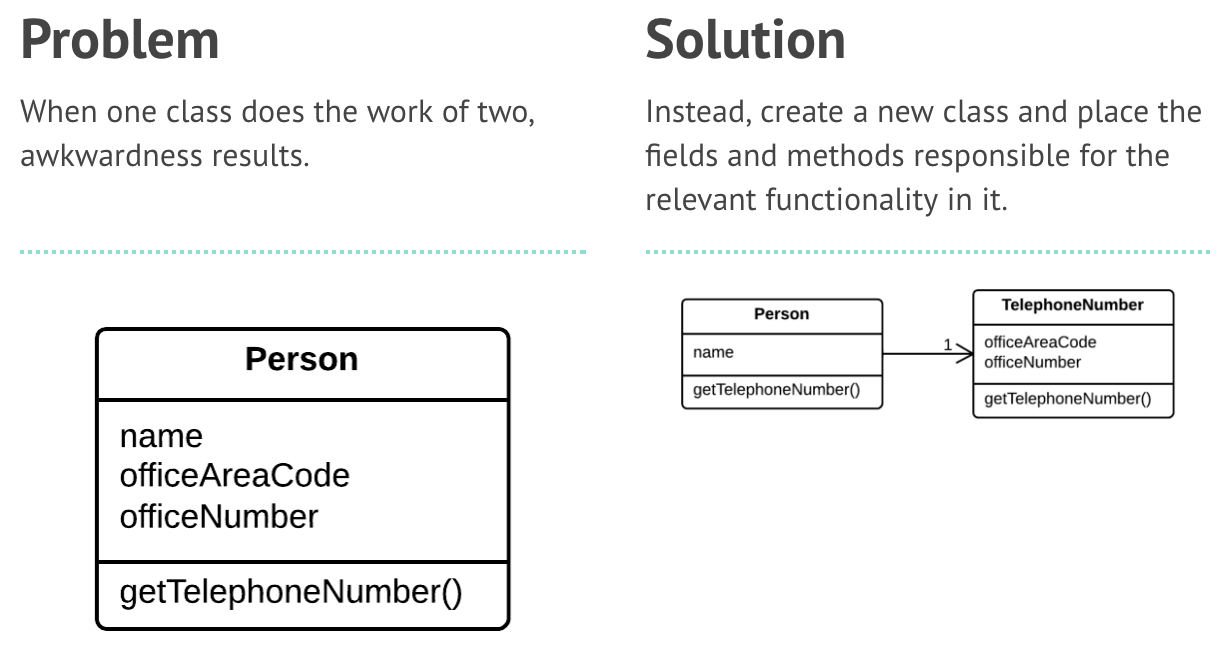 Problem
When one class does the work of two,
awkwardness results.
Person
name
officeAreaCode
officeNumber
getTelephoneNumber()
Solution
Instead, create a new class and place the
fields and methods responsible for the
relevant functionality in it.
Person
name
getTelephoneNumber()
1
TelephoneNumber
officeAreaCode
officeNumber
getTelephoneNumber()